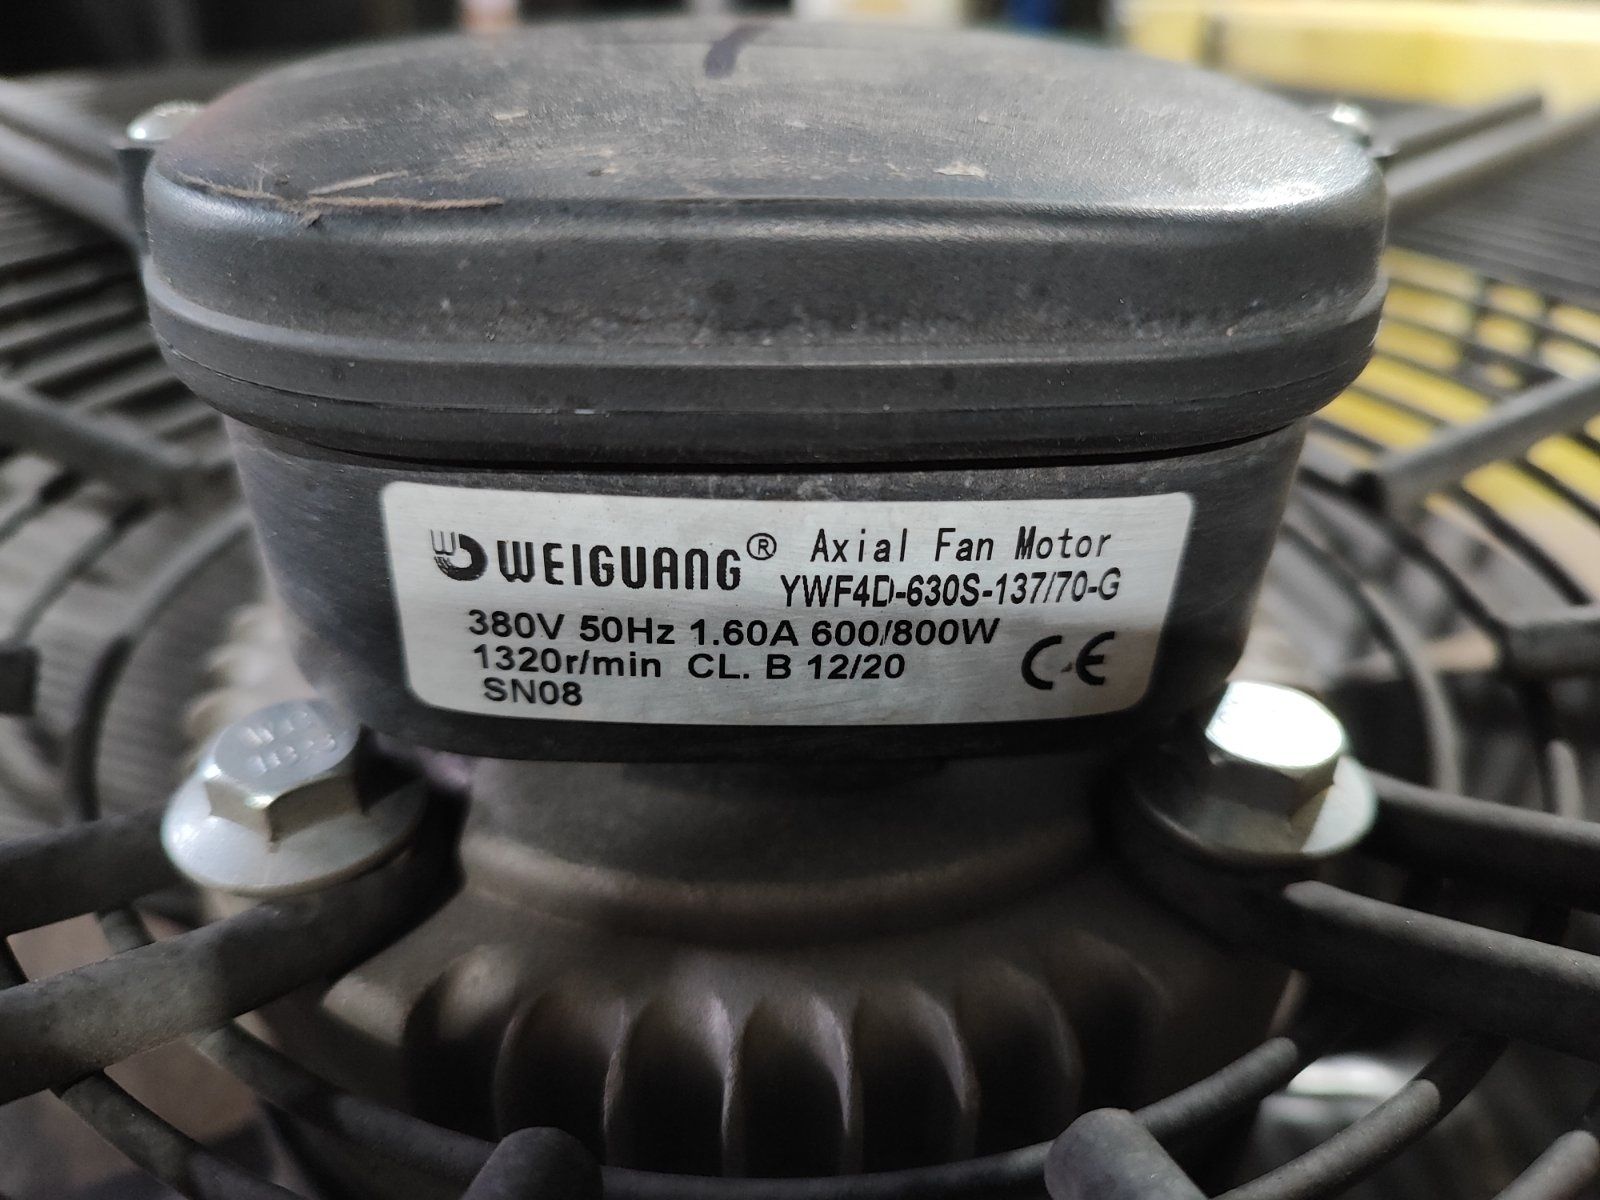 WEIGUANG® Axial Fan Motor
YWF4D-630S-137/70-G
380V 50Hz 1.60A 600/800W
1320r/min CL. B 12/20 CE
SN08